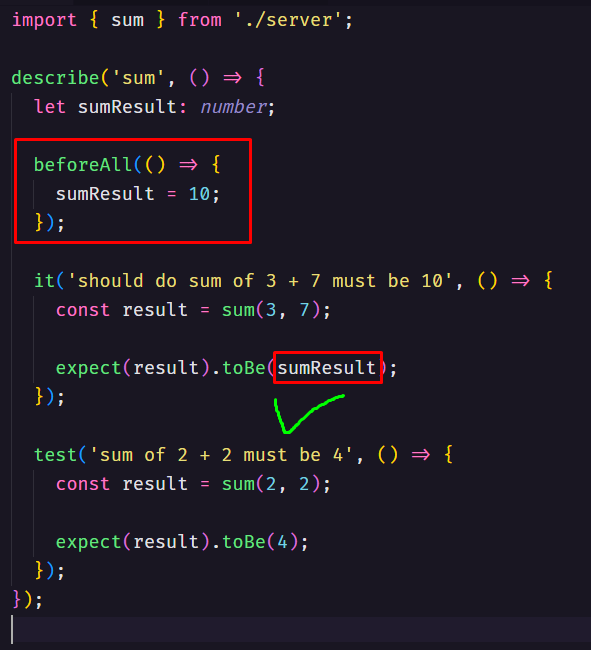 import { sum } from './server';
describe('sum', () => {
let sumResult: number;
beforeAll(() => {
sumResult = 10;
});
it('should do sum of 3 + 7 must be 10', () => {
const result = sum(3, 7);
expect(result).toBe(sumResult);
});
test('sum of 2 + 2 must be 4', () => {
const result = sum(2, 2);
expect(result).toBe(4);
});
});